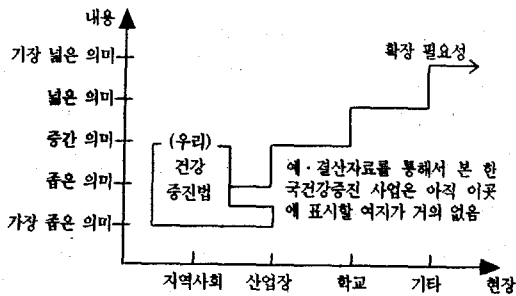 내용
기장 넓은 의미
확장 필요성
넓은 의미
중간 의미
(우리)
건강
증진법
예·결산자료를 통해서 본 한
국건강증진 사업은 아직 이곳
에 표시할 여지가 거의 없음
좁은 의미
가장 좁은 의미
지역사회 산업장 학교 기타 현장